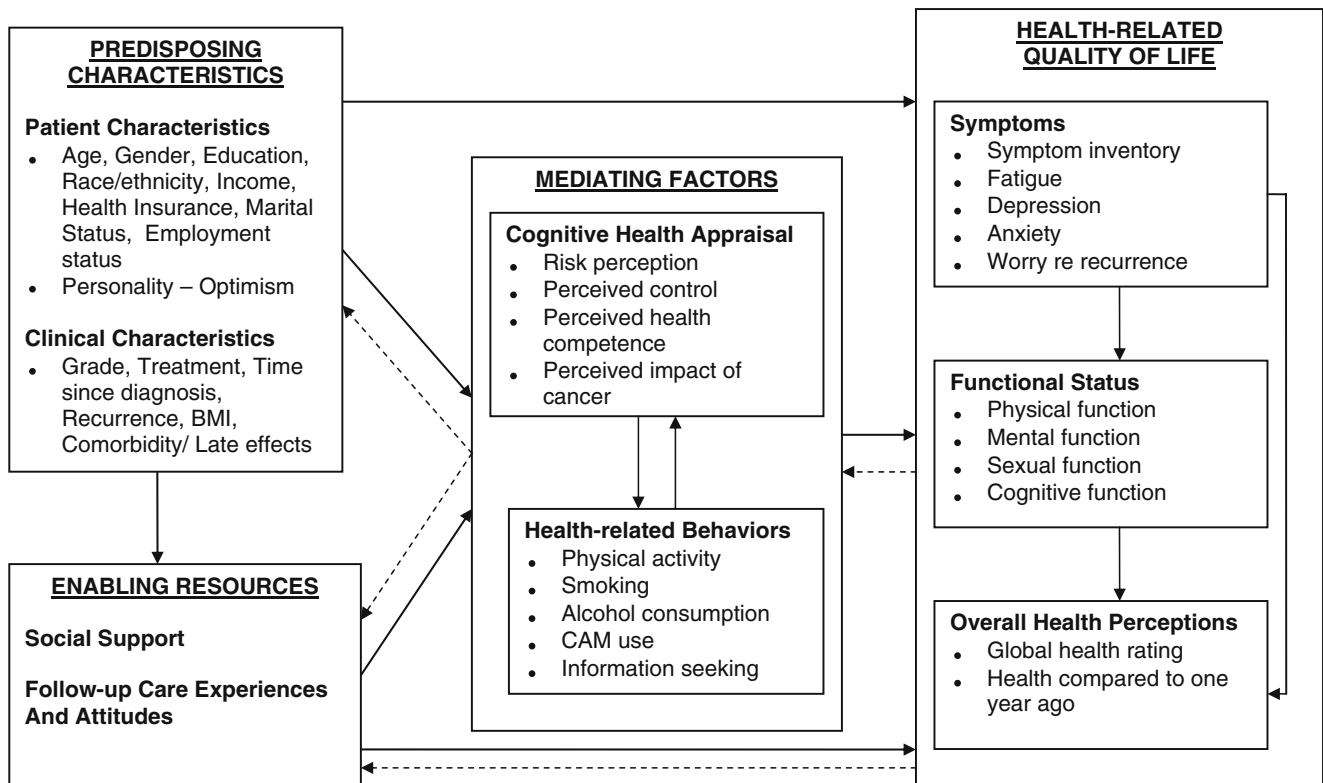 PREDISPOSING
CHARACTERISTICS
Patient Characteristics
• Age, Gender, Education,
Race/ethnicity, Income,
Health Insurance, Marital
Status, Employment
status
• Personality – Optimism
Clinical Characteristics
• Grade, Treatment, Time
since diagnosis,
Recurrence, BMI,
Comorbidity/ Late effects
ENABLING RESOURCES
Social Support
Follow-up Care Experiences
And Attitudes
MEDIATING FACTORS
Cognitive Health Appraisal
• Risk perception
• Perceived control
• Perceived health
competence
• Perceived impact of
cancer
Health-related Behaviors
• Physical activity
• Smoking
• Alcohol consumption
• CAM use
• Information seeking
HEALTH-RELATED
QUALITY OF LIFE
Symptoms
• Symptom inventory
• Fatigue
• Depression
• Anxiety
• Worry re recurrence
Functional Status
• Physical function
• Mental function
• Sexual function
• Cognitive function
Overall Health Perceptions
• Global health rating
• Health compared to one
year ago